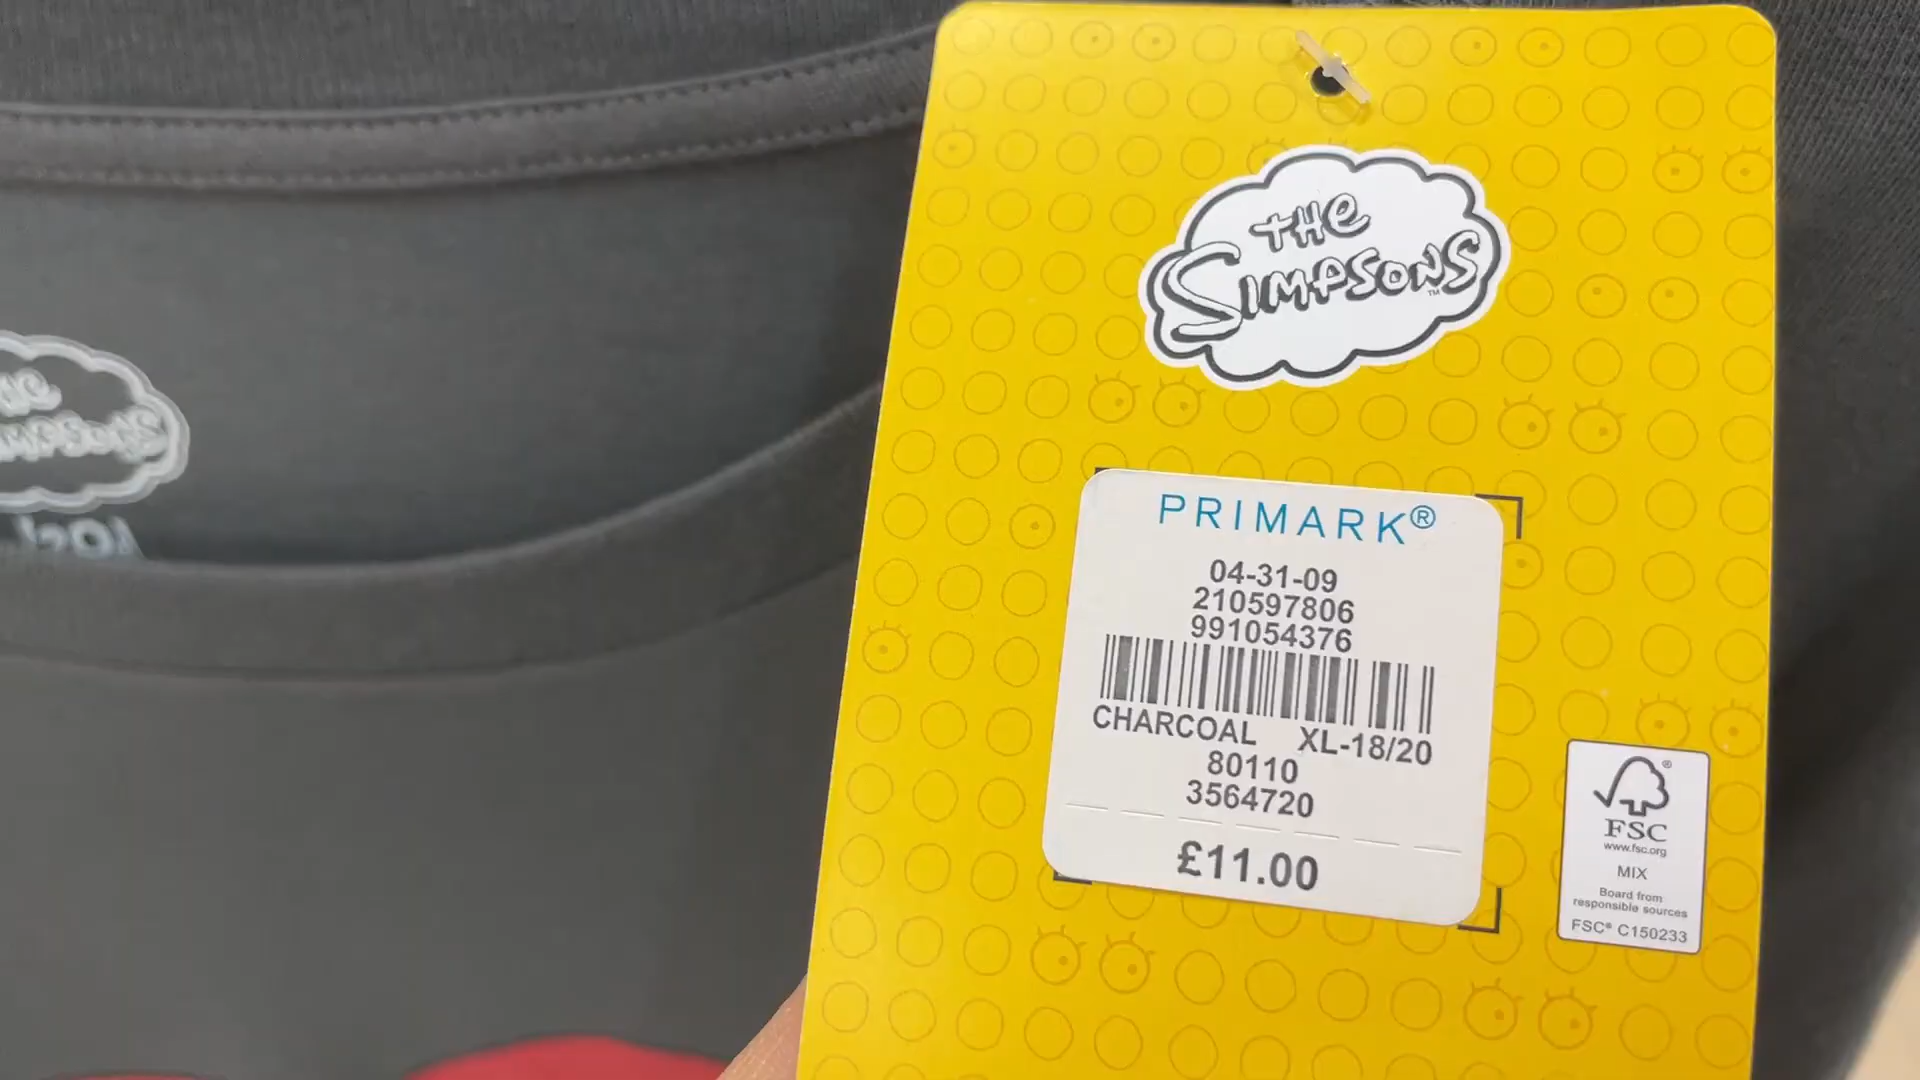 THE
SIMPSONS™
PRIMARK®
04-31-09
210597806
991054376
CHARCOAL XL-18/20
80110
3564720
£11.00
FSC
www.fsc.org
MIX
Board from
responsible sources
FSC® C150233